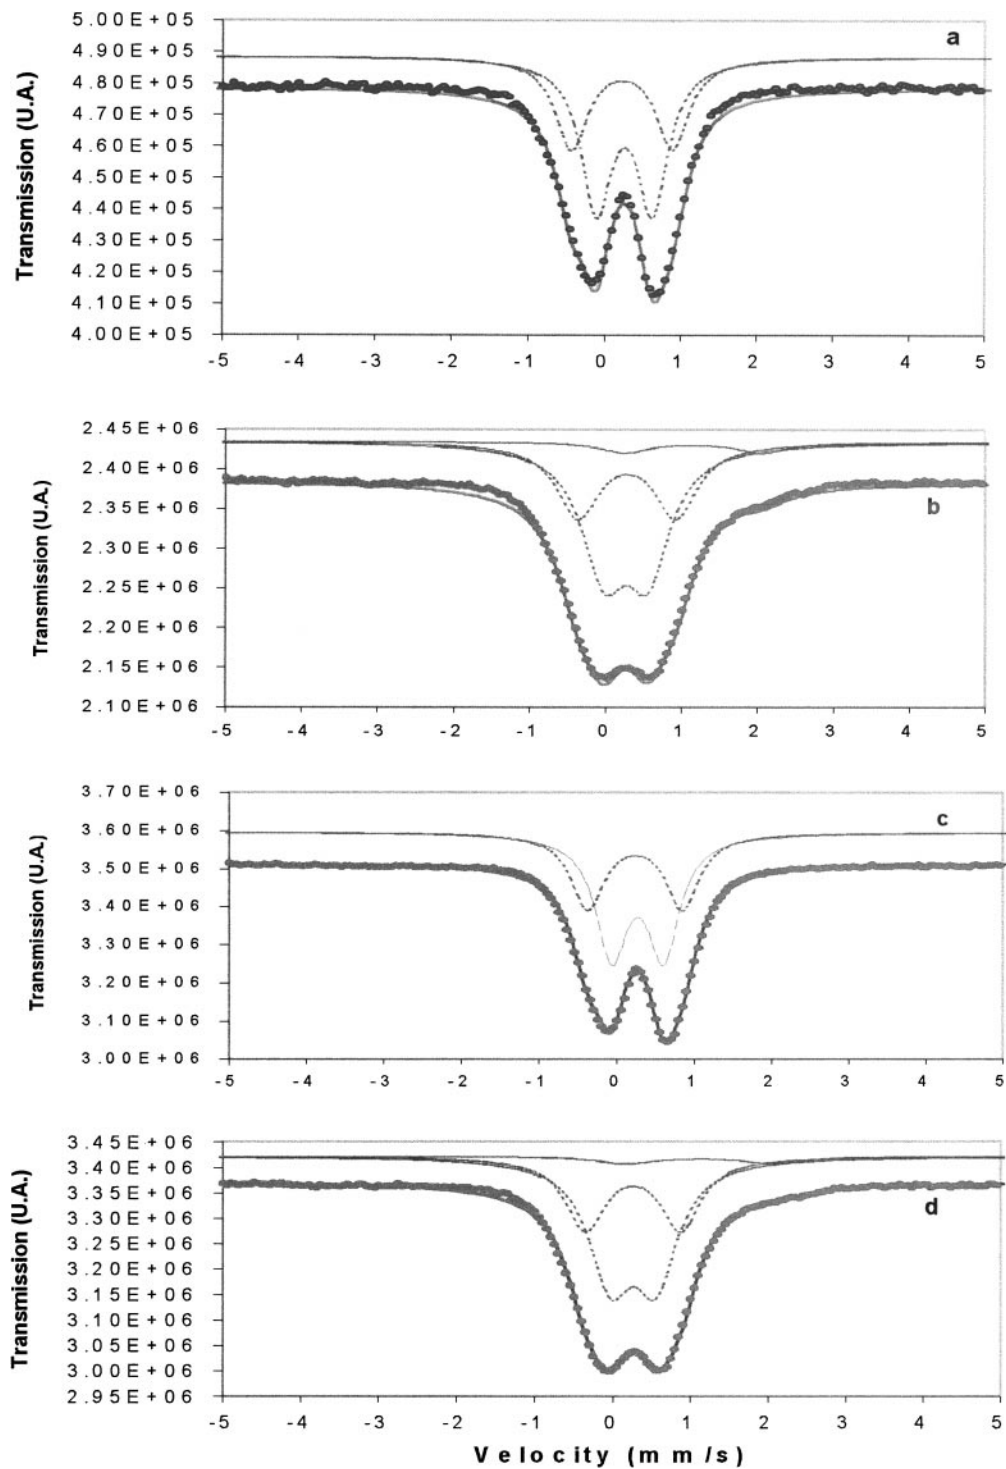 5.00E+05
4.90E+05
4.80E+05
4.70E+05
4.60E+05
4.50E+05
4.40E+05
4.30E+05
4.20E+05
4.10E+05
4.00E+05
Transmission (U.A.)
a
-5 -4 -3 -2 -1 0 1 2 3 4 5
2.45E+06
2.40E+06
2.35E+06
2.30E+06
2.25E+06
2.20E+06
2.15E+06
2.10E+06
Transmission (U.A.)
b
-5 -4 -3 -2 -1 0 1 2 3 4 5
3.70E+06
3.60E+06
3.50E+06
3.40E+06
3.30E+06
3.20E+06
3.10E+06
3.00E+06
Transmission (U.A.)
c
-5 -4 -3 -2 -1 0 1 2 3 4 5
3.45E+06
3.40E+06
3.35E+06
3.30E+06
3.25E+06
3.20E+06
3.15E+06
3.10E+06
3.05E+06
3.00E+06
2.95E+06
Transmission (U.A.)
d
-5 -4 -3 -2 -1 0 1 2 3 4 5
Velocity (mm/s)